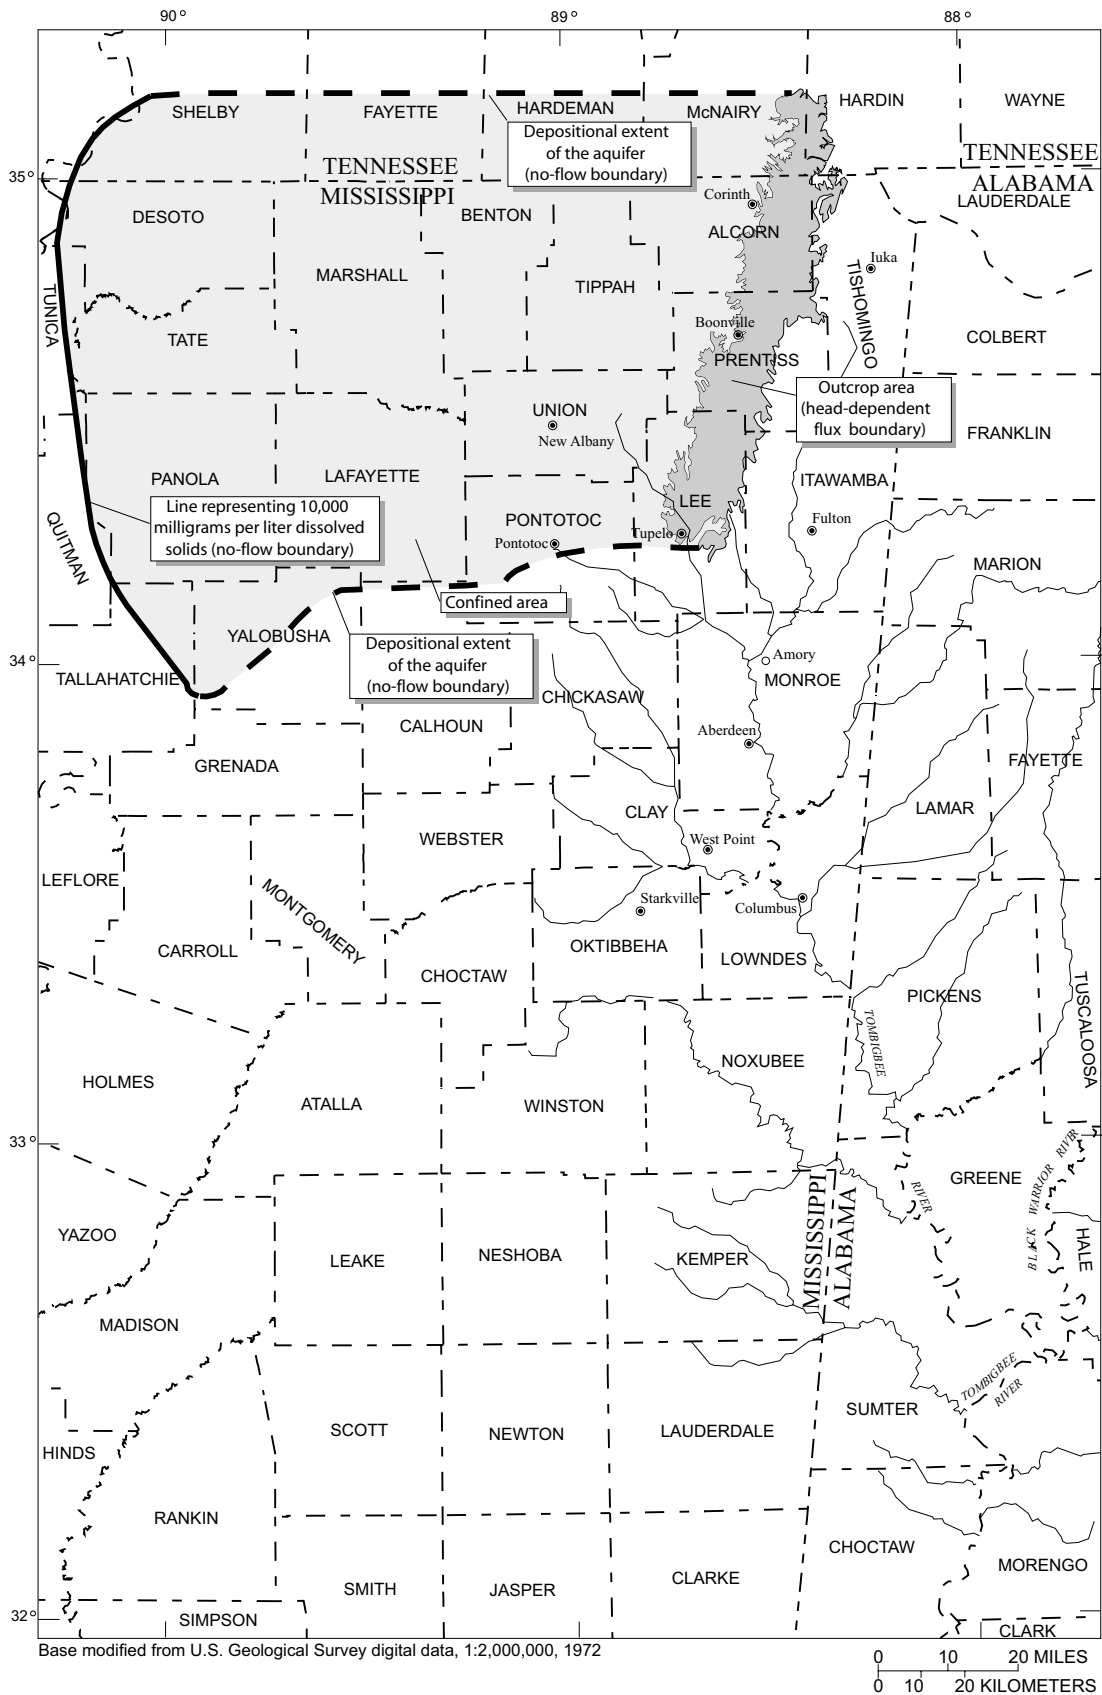 90°
89°
88°
SHELBY
FAYETTE
HARDEMAN
McNAIRY
HARDIN
WAYNE
Depositional extent
of the aquifer
(no-flow boundary)
TENNESSEE
MISSISSIPPI
TENNESSEE
ALABAMA
35°
Corinth
DESOTO
BENTON
ALCORN
LAUDERDALE
Iuka
MARSHALL
TIPPAH
TISHOMINGO
TUNICA
Boonville
TATE
PRENTISS
COLBERT
Outcrop area
(head-dependent
flux boundary)
UNION
New Albany
FRANKLIN
PANOLA
LAFAYETTE
ITAWAMBA
LEE
Line representing 10,000
milligrams per liter dissolved
solids (no-flow boundary)
PONTOTOC
Fulton
QUITMAN
Pontotoc
Tupelo
MARION
Confined area
YALOBUSHA
Depositional extent
of the aquifer
(no-flow boundary)
34°
TALLAHATCHIE
Amory
MONROE
CHICKASAW
CALHOUN
Aberdeen
GRENADA
FAYETTE
CLAY
LAMAR
WEBSTER
West Point
LEFLORE
MONTGOMERY
Starkville
Columbus
CARROLL
OKTIBBEHA
LOWNDES
CHOCTAW
PICKENS
TUSCALOOSA
TOMBIGBEE
NOXUBEE
HOLMES
ATALLA
WINSTON
33°
GREENE
RIVER
BLACK WARRIOR RIVER
YAZOO
MISSISSIPPI
ALABAMA
LEAKE
NESHOBA
KEMPER
HALE
MADISON
TOMBIGBEE
RIVER
SUMTER
SCOTT
NEWTON
LAUDERDALE
HINDS
RANKIN
CHOCTAW
MORENGO
SMITH
JASPER
CLARKE
32°
SIMPSON
CLARK
Base modified from U.S. Geological Survey digital data, 1:2,000,000, 1972
0 10 20 MILES
0 10 20 KILOMETERS